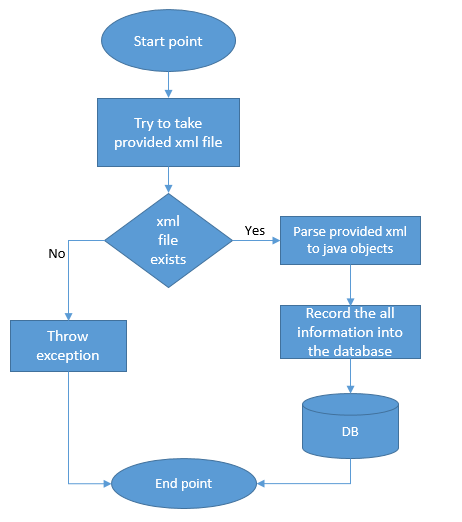 Start point
Try to take
provided xml file
xml
file
exists
Yes
No
Parse provided xml
to java objects
Record the all
information into
the database
Throw
exception
DB
End point